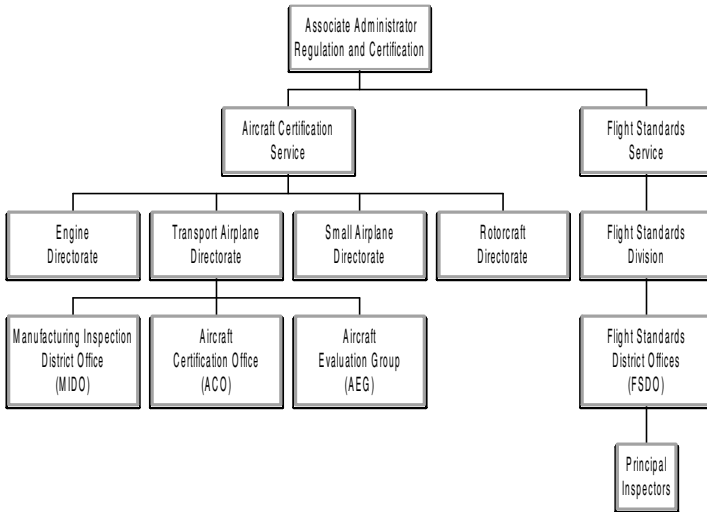 Associate Administrator
Regulation and Certification
Aircraft Certification
Service
Flight Standards
Service
Engine
Directorate
Transport Airplane
Directorate
Small Airplane
Directorate
Rotorcraft
Directorate
Flight Standards
Division
Manufacturing Inspection
District Office
(MIDO)
Aircraft
Certification Office
(ACO)
Aircraft
Evaluation Group
(AEG)
Flight Standards
District Offices
(FSDO)
Principal
Inspectors